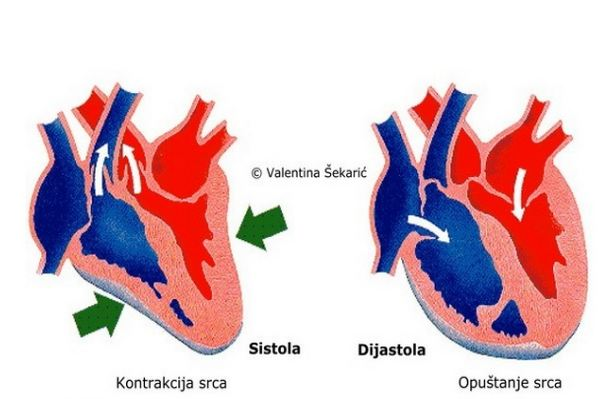 © Valentina Šekarić
Sistola
Dijastola
Kontrakcija srca
Opuštanje srca